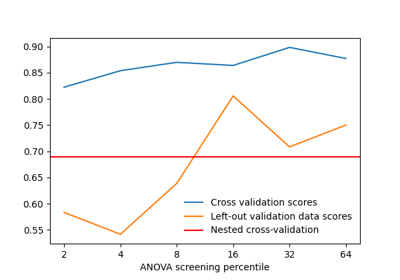 0.90
0.85
0.80
0.75
0.70
0.65
0.60
0.55
Cross validation scores
Left-out validation data scores
Nested cross-validation
2 4 8 16 32 64
ANOVA screening percentile